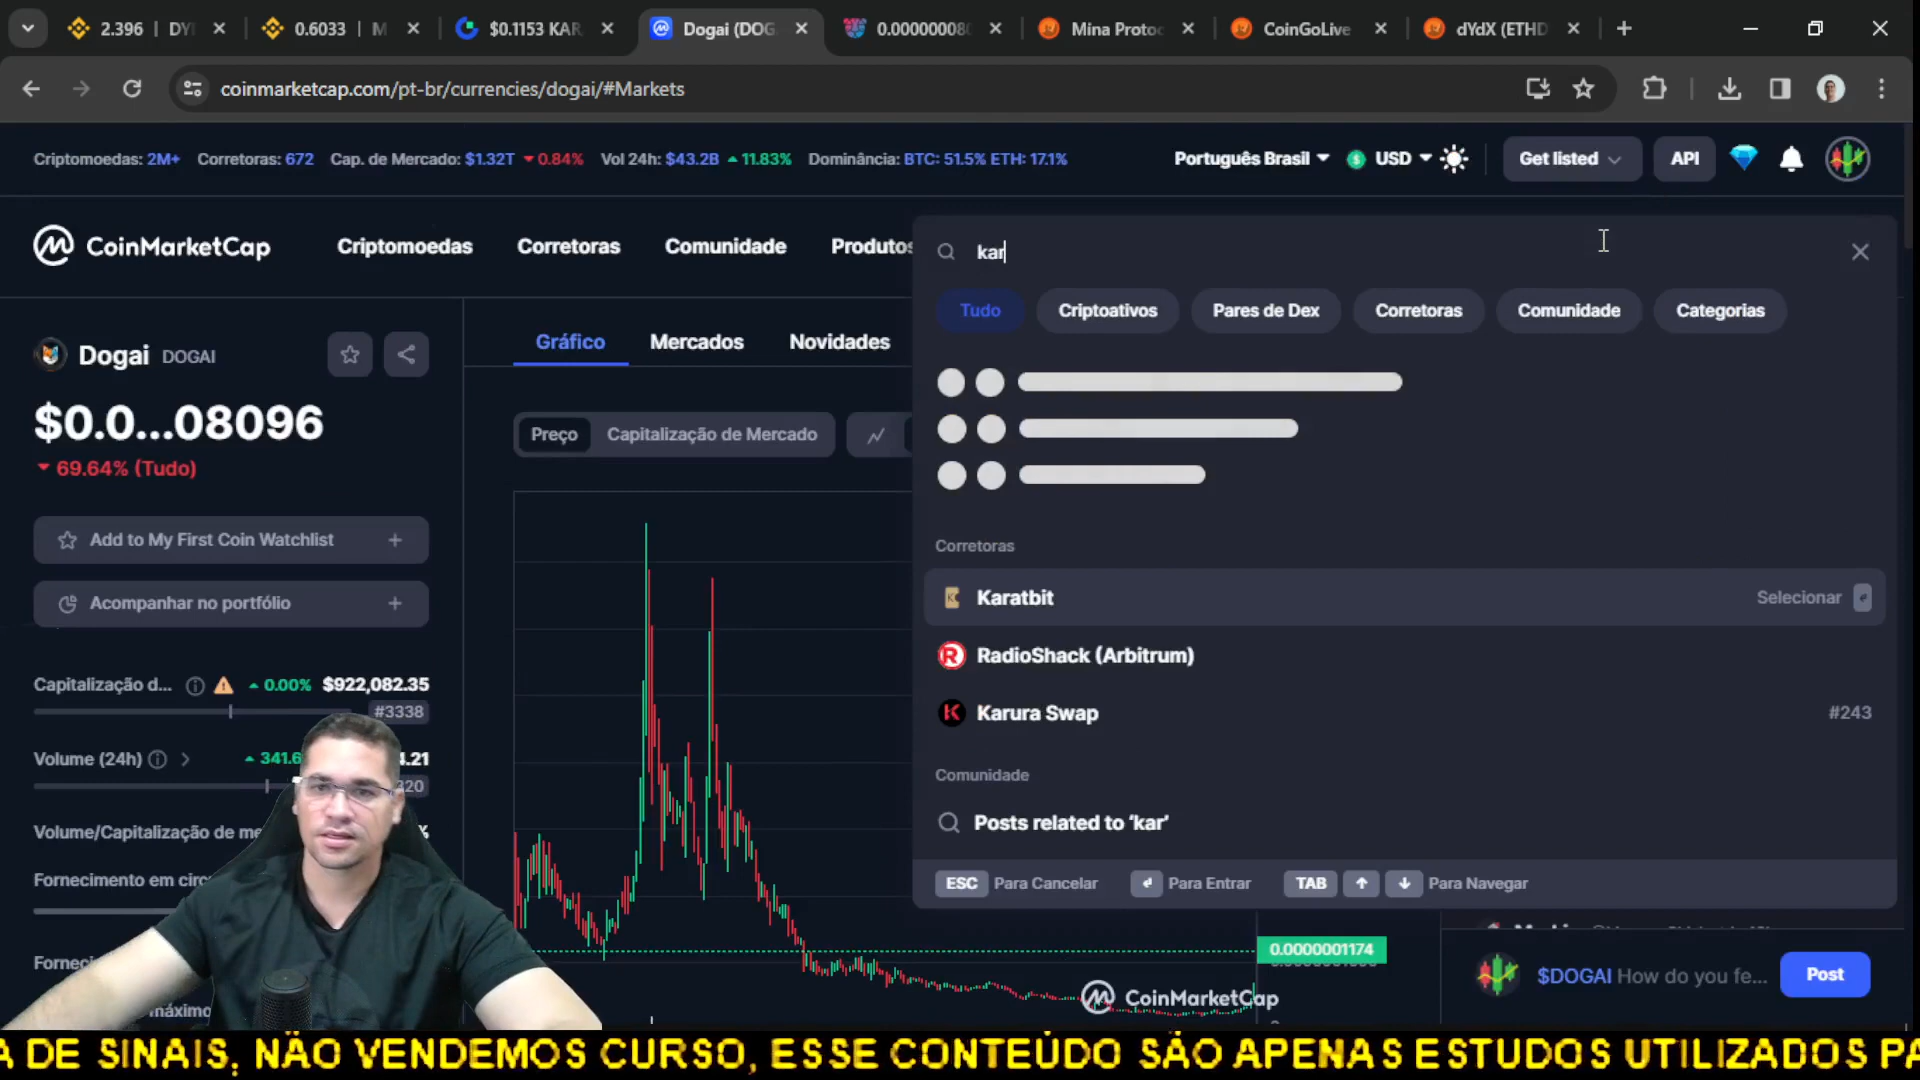 2.396 | DY
0.6033 | M
$0.1153 KAR
Dogai (DOG
0.00000008
Mina Protoc
CoinGoLive
dYdX (ETHD
coinmarketcap.com/pt-br/currencies/dogai/#Markets
Criptomoedas: 2M+ Corretoras: 672 Cap. de Mercado: $1.32T 0.84% Vol 24h: $43.2B 11.83% Dominância: BTC: 51.5% ETH: 17.1%
Português Brasil
USD
Get listed
API
CoinMarketCap
Criptomoedas
Corretoras
Comunidade
Produtos
kar
Tudo
Criptoativos
Pares de Dex
Corretoras
Comunidade
Categorias
Dogai DOGAI
$0.0...08096
69.64% (Tudo)
Add to My First Coin Watchlist
Acompanhar no portfólio
Capitalização d... 0.00% $922,082.35
#3338
Volume (24h) 341.6 4.21
Volume/Capitalização de me
Fornecimento em circ
Forneci
máximo
Gráfico
Mercados
Novidades
Preço
Capitalização de Mercado
Corretoras
Karatbit
Selecionar
RadioShack (Arbitrum)
Karura Swap
#243
Comunidade
Posts related to ‘kar’
ESC Para Cancelar
Para Entrar
TAB
Para Navegar
0.0000001174
CoinMarketCap
$DOGAI How do you fe...
Post
A DE SINAIS, NÃO VENDEMOS CURSO, ESSE CONTEÚDO SÃO APENAS ESTUDOS UTILIZADOS PA